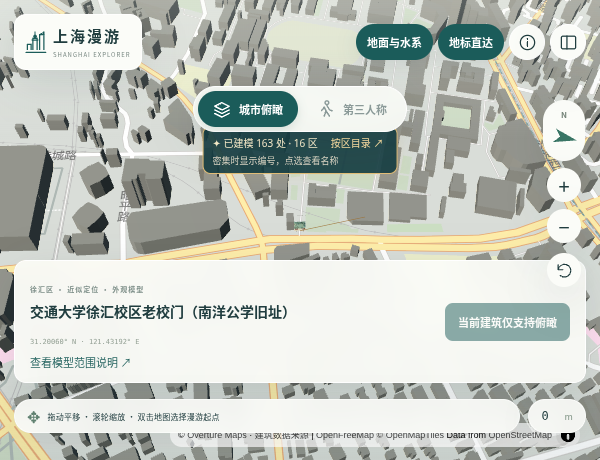 上海漫游
SHANGHAI EXPLORER
地面与水系
地标直达
N
城市俯瞰
第三人称
✦ 已建模 163 处 · 16 区 按区目录 ↗
密集时显示编号，点选查看名称
城路
昭平路
+
−
徐汇区 · 近似定位 · 外观模型
交通大学徐汇校区老校门（南洋公学旧址）
当前建筑仅支持俯瞰
31.20060° N · 121.43192° E
查看模型范围说明 ↗
拖动平移 · 滚轮缩放 · 双击地图选择漫游起点
0 m
© Overture Maps · 建筑数据来源 | OpenFreeMap © OpenMapTiles Data from OpenStreetMap